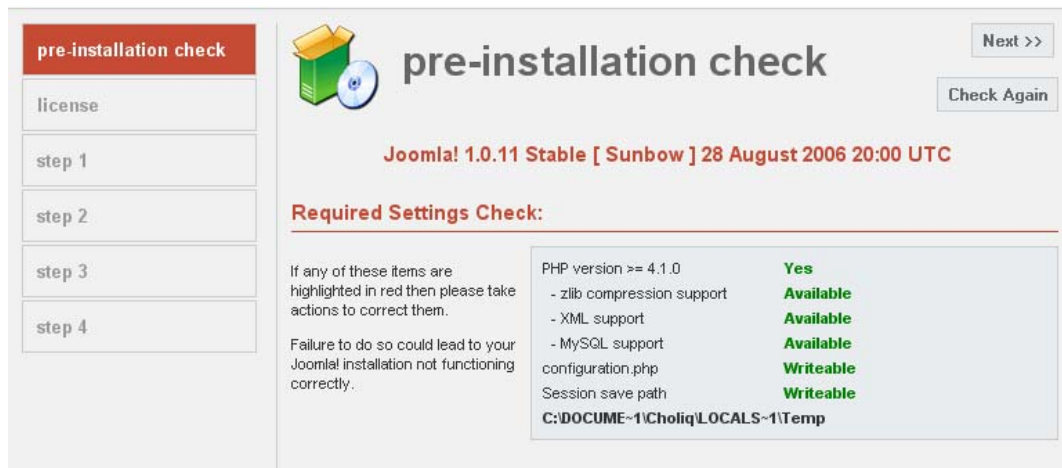 pre-installation check
license
step 1
step 2
step 3
step 4
pre-installation check
Next >>
Check Again
Joomla! 1.0.11 Stable [ Sunbow ] 28 August 2006 20:00 UTC
Required Settings Check:
If any of these items are
highlighted in red then please take
actions to correct them.
Failure to do so could lead to your
Joomla! installation not functioning
correctly.
PHP version >= 4.1.0 Yes
- zlib compression support Available
- XML support Available
- MySQL support Available
configuration.php Writeable
Session save path Writeable
C:\DOCUME~1\Choliq\LOCALS~1\Temp